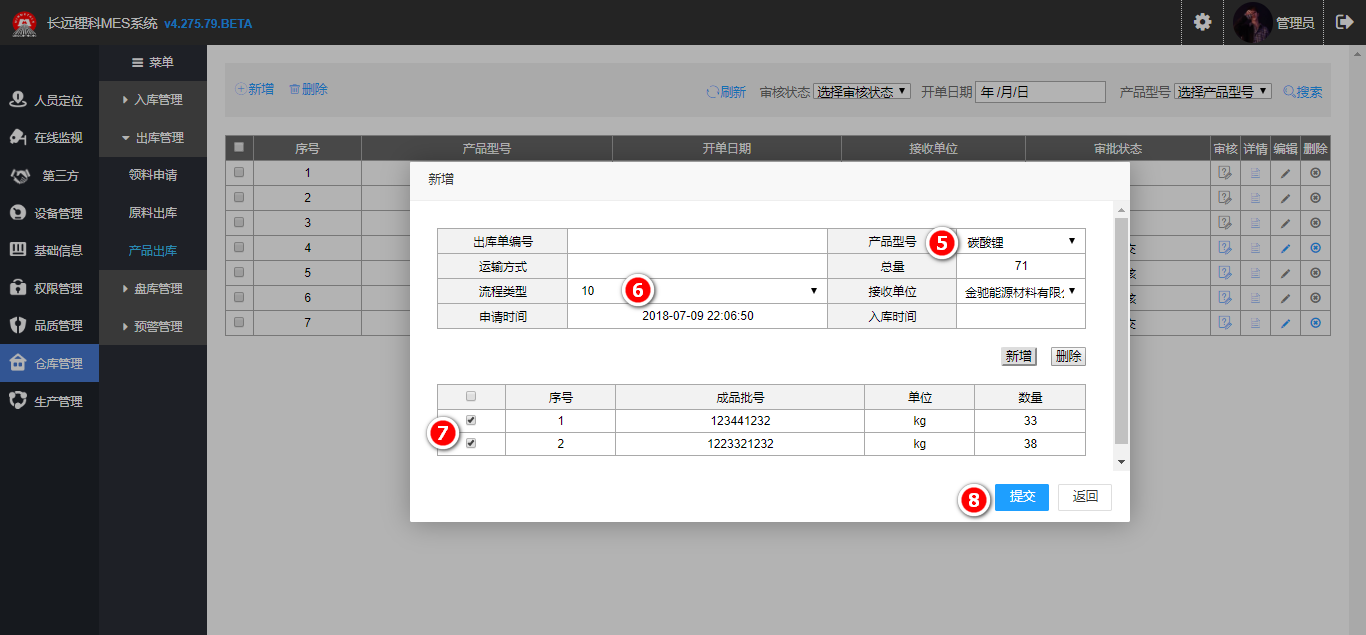 长远锂科MES系统 v4.275.79.BETA
管理员
菜单
人员定位
在线监视
第三方
设备管理
基础信息
权限管理
品质管理
仓库管理
生产管理
入库管理
出库管理
领料申请
原料出库
产品出库
盘库管理
预警管理
新增 删除 刷新 审核状态 选择审核状态 开单日期 年 /月/日 产品型号 选择产品型号 搜索
序号 产品型号 开单日期 接收单位 审批状态 审核 详情 编辑 删除
1
2
3
4
5
6
7
新增
出库单编号 产品型号 5 碳酸锂
运输方式 总量 71
流程类型 10 6 接收单位 金驰能源材料有限
申请时间 2018-07-09 22:06:50 入库时间
新增 删除
序号 成品批号 单位 数量
7
1 123441232 kg 33
2 1223321232 kg 38
8 提交 返回